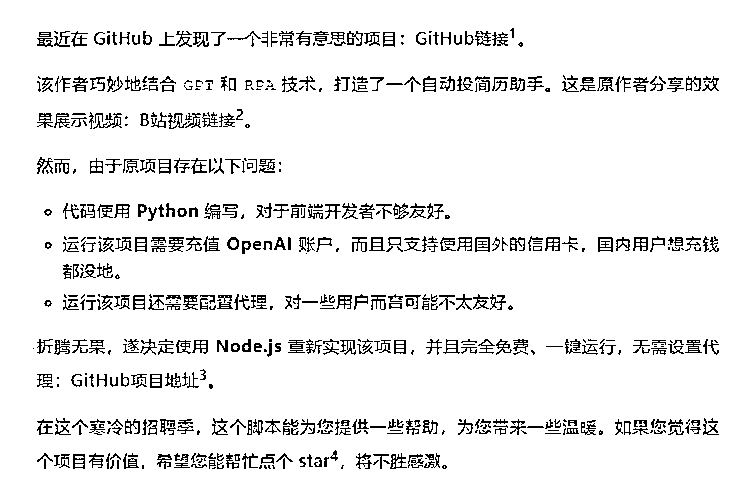 最近在 GitHub 上发现了一个非常有意思的项目：GitHub链接1。
该作者巧妙地结合 GPT 和 RPA 技术，打造了一个自动投简历助手。这是原作者分享的效
果展示视频：B站视频链接2。
然而，由于原项目存在以下问题：
代码使用 Python 编写，对于前端开发者不够友好。
运行该项目需要充值 OpenAI 账户，而且只支持使用国外的信用卡，国内用户想充钱
都没地。
运行该项目还需要配置代理，对一些用户而言可能不太友好。
折腾无果，遂决定使用 Node.js 重新实现该项目，并且完全免费、一键运行，无需设置代
理：GitHub项目地址3。
在这个寒冷的招聘季，这个脚本能为您提供一些帮助，为您带来一些温暖。如果您觉得这
个项目有价值，希望您能帮忙点个 star4，将不胜感激。